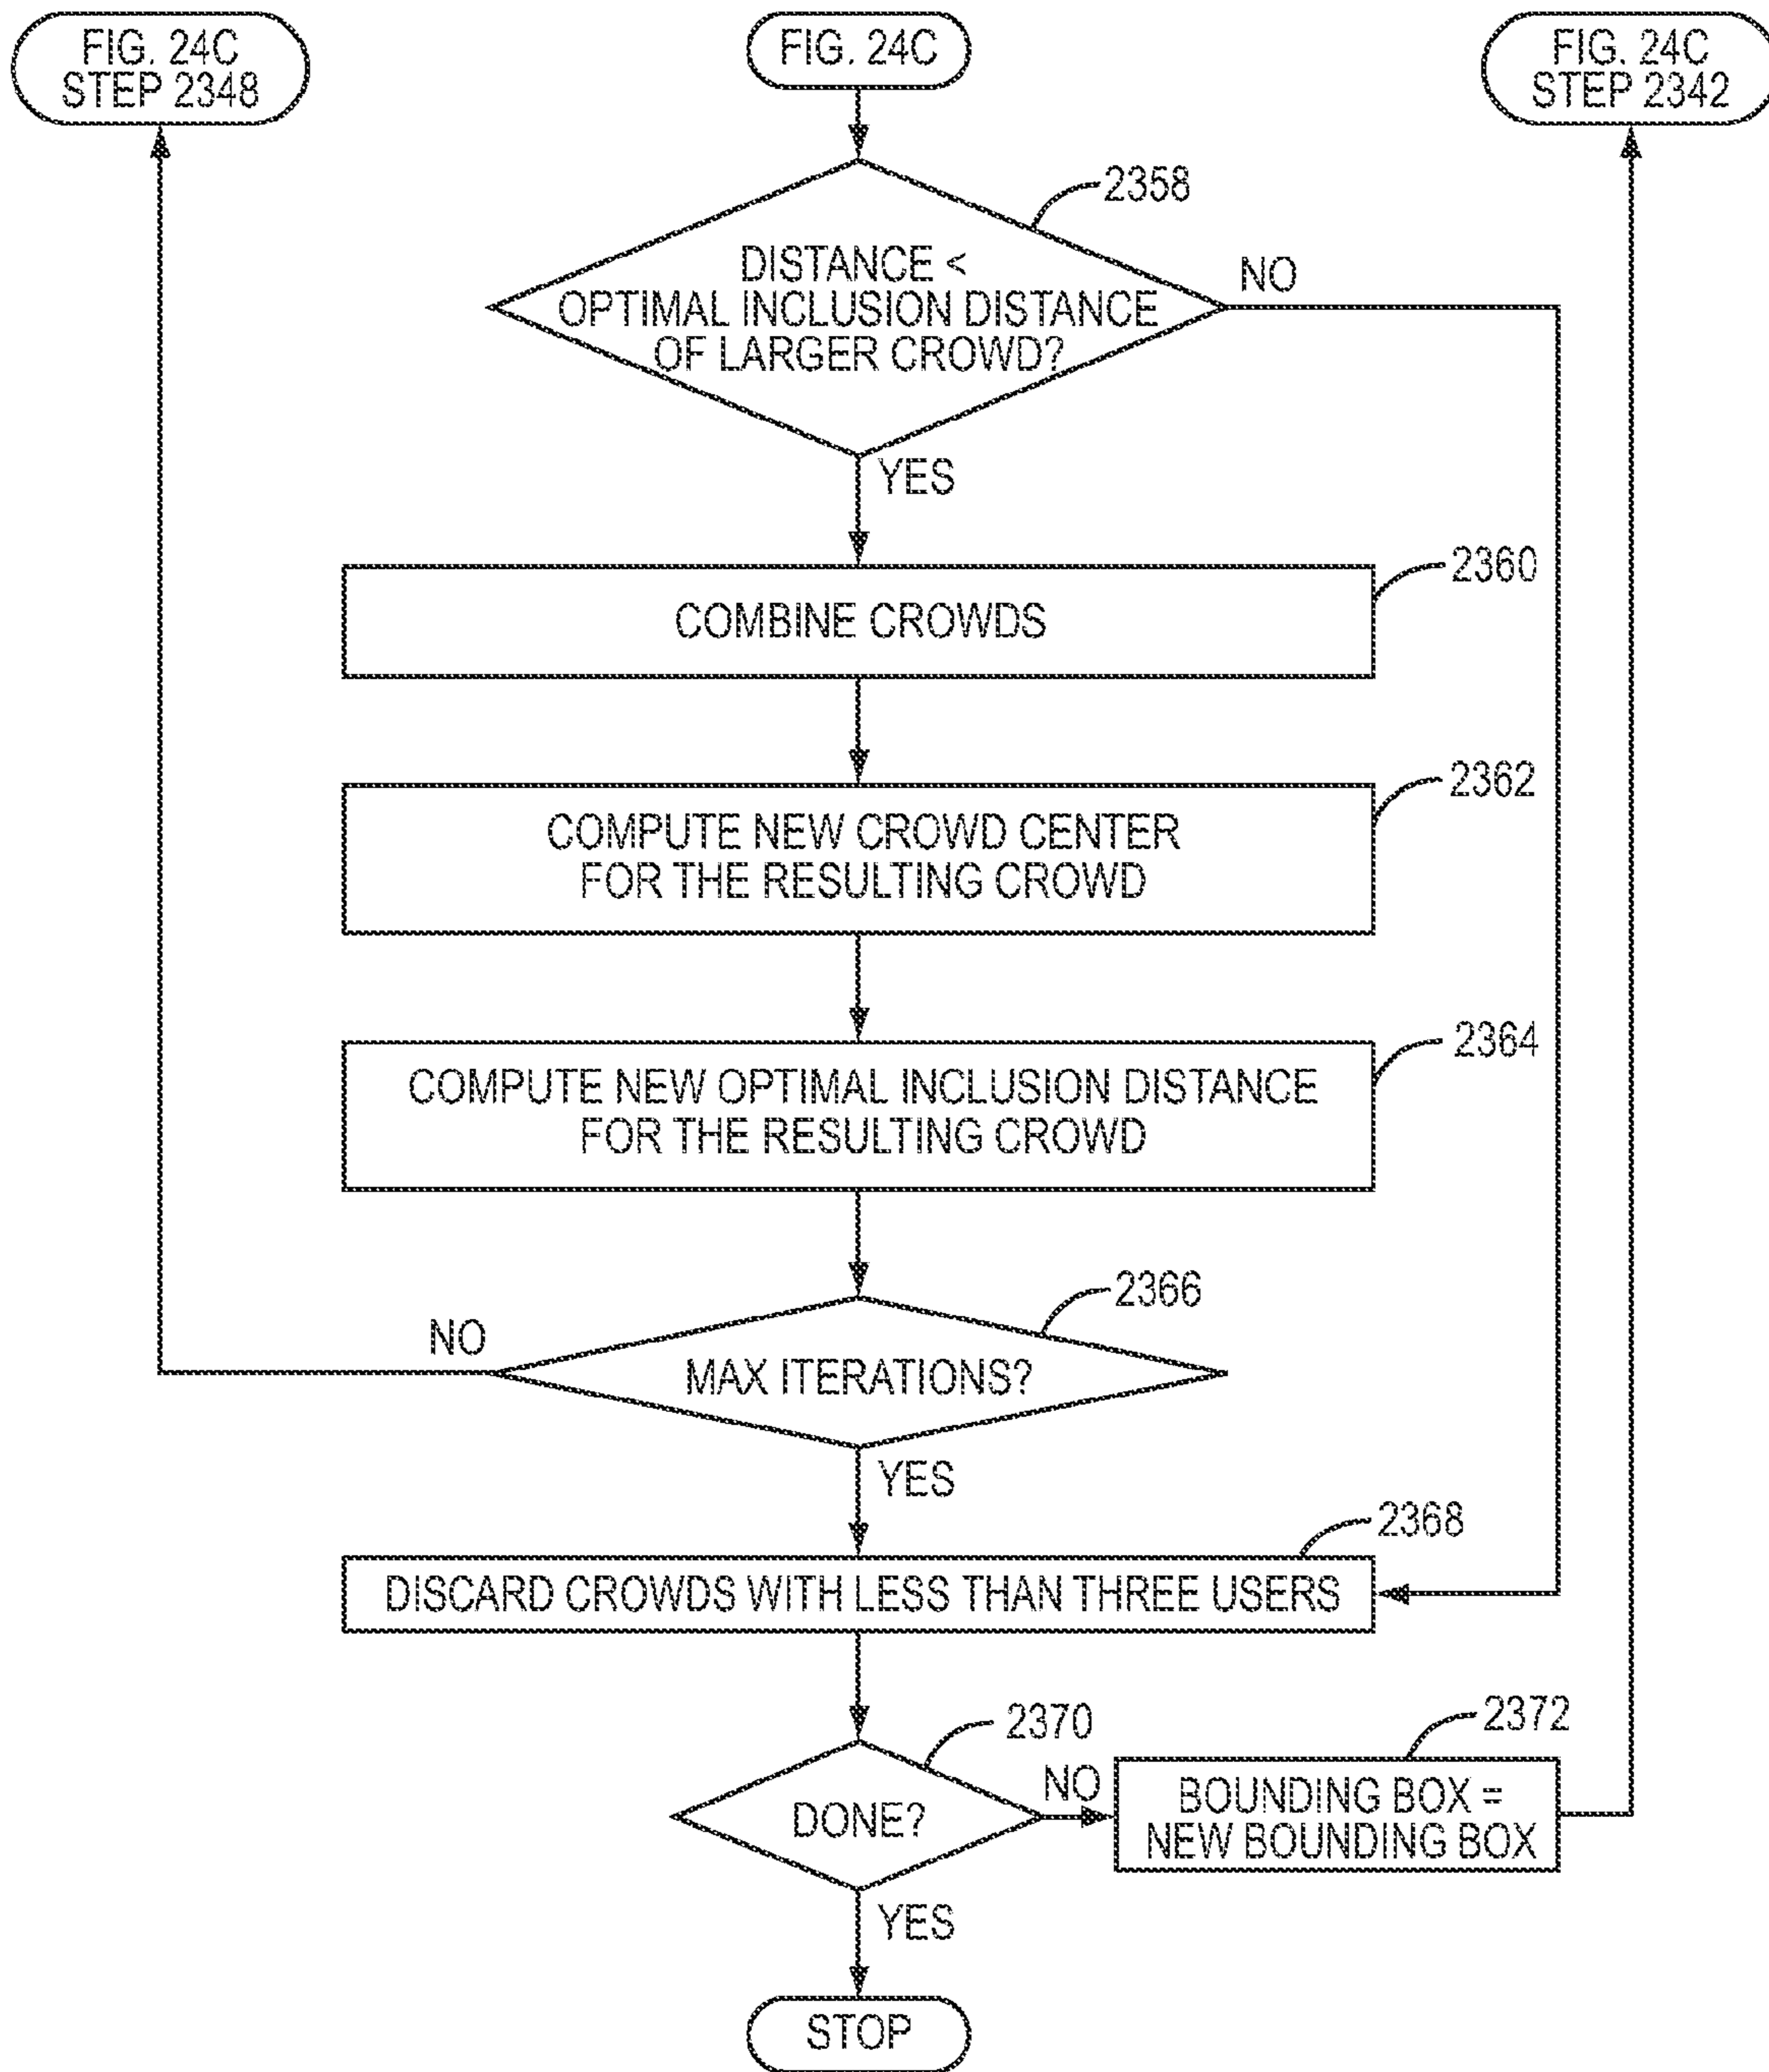 FIG. 24C
STEP 2348
FIG. 24C
FIG. 24C
STEP 2342
2358
DISTANCE <
OPTIMAL INCLUSION DISTANCE
OF LARGER CROWD?
NO
YES
2360
COMBINE CROWDS
2362
COMPUTE NEW CROWD CENTER
FOR THE RESULTING CROWD
2364
COMPUTE NEW OPTIMAL INCLUSION DISTANCE
FOR THE RESULTING CROWD
2366
NO
MAX ITERATIONS?
YES
2368
DISCARD CROWDS WITH LESS THAN THREE USERS
2370
2372
DONE?
NO
BOUNDING BOX =
NEW BOUNDING BOX
YES
STOP